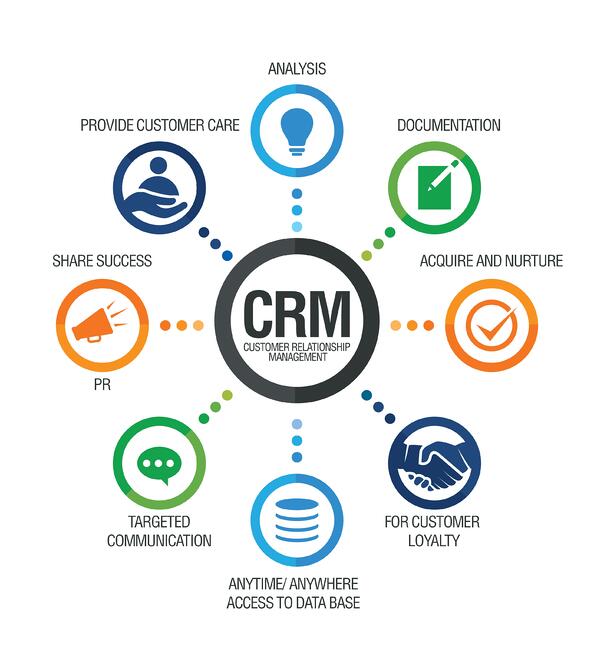 ANALYSIS
PROVIDE CUSTOMER CARE
DOCUMENTATION
SHARE SUCCESS
ACQUIRE AND NURTURE
CRM
CUSTOMER RELATIONSHIP
MANAGEMENT
PR
TARGETED
COMMUNICATION
FOR CUSTOMER
LOYALTY
ANYTIME/ ANYWHERE
ACCESS TO DATA BASE